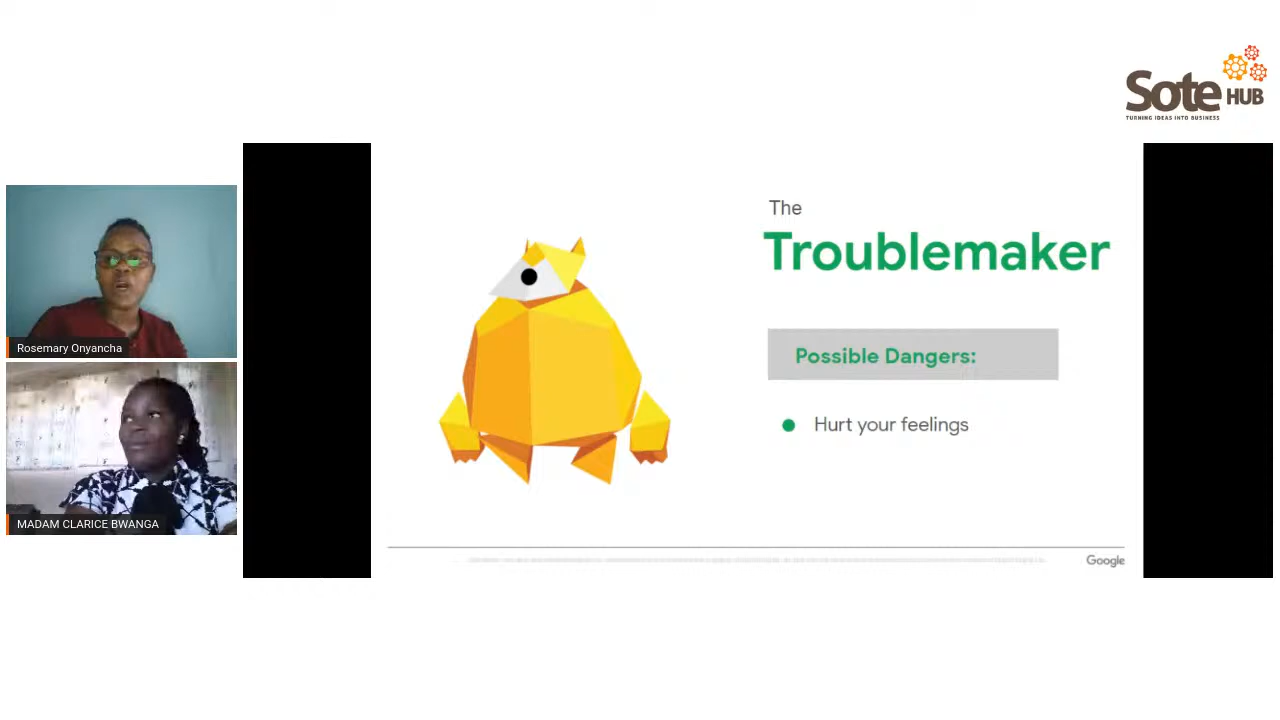 Sote HUB
TURNING IDEAS INTO BUSINESS
The
Troublemaker
Possible Dangers:
Hurt your feelings
Google
Rosemary Onyancha
MADAM CLARICE BWANGA